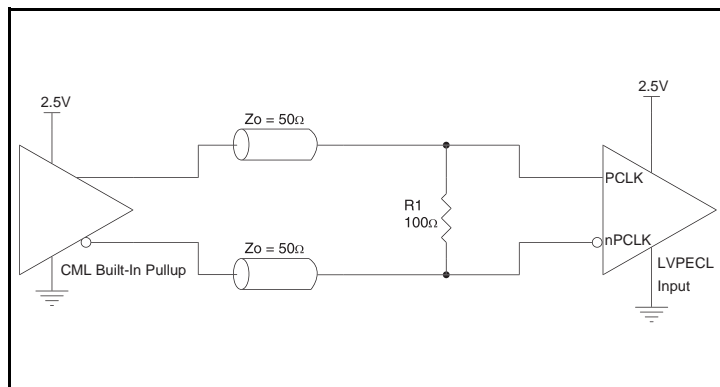 2.5V
2.5V
Zo = 50Ω
PCLK
R1
100Ω
nPCLK
Zo = 50Ω
CML Built-In Pullup
LVPECL
Input